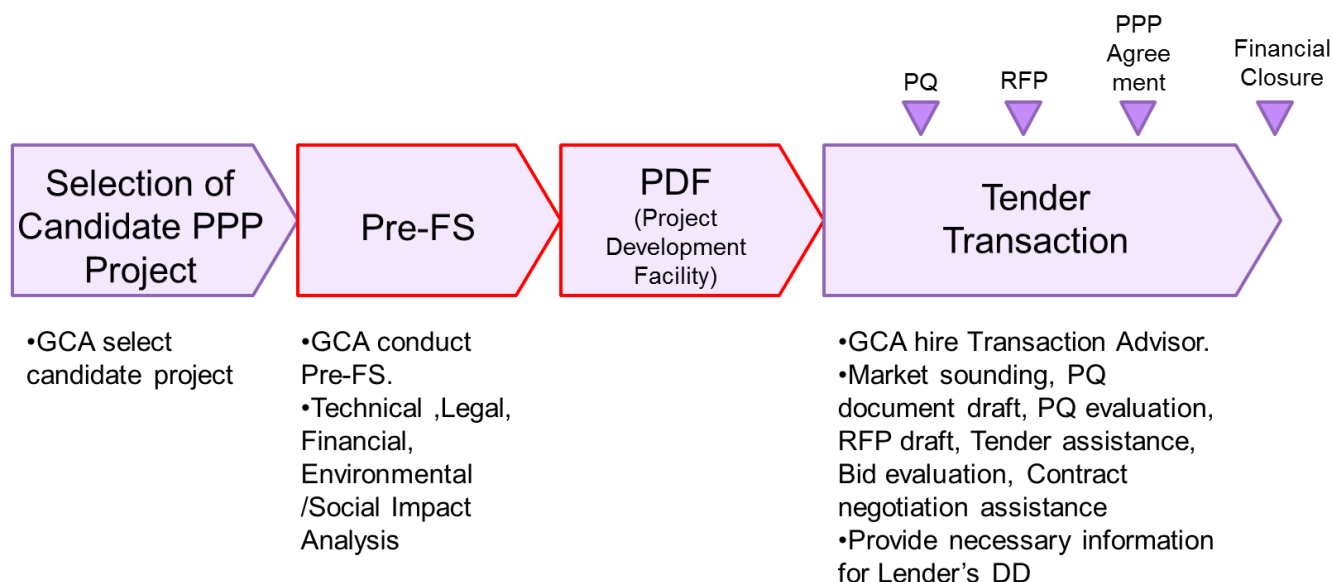 PQ
RFP
PPP
Agree
ment
Financial
Closure
Selection of
Candidate PPP
Project
Pre-FS
PDF
(Project
Development
Facility)
Tender
Transaction
•GCA select
candidate project
•GCA conduct
Pre-FS.
•Technical ,Legal,
Financial,
Environmental
/Social Impact
Analysis
•GCA hire Transaction Advisor.
•Market sounding, PQ
document draft, PQ evaluation,
RFP draft, Tender assistance,
Bid evaluation, Contract
negotiation assistance
•Provide necessary information
for Lender’s DD